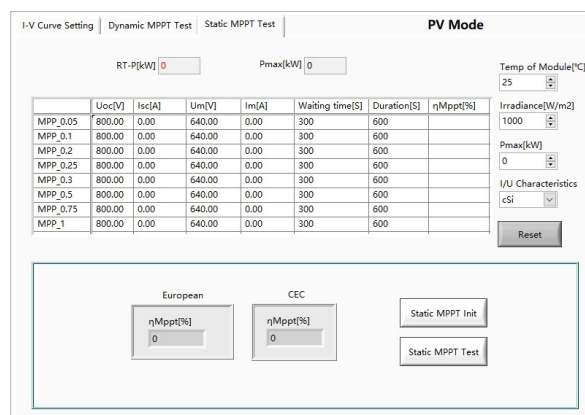 I-V Curve Setting Dynamic MPPT Test Static MPPT Test PV Mode
RT-P[kW] 0 Pmax[kW] 0
Temp of Module[℃]
25
Uoc[V] Isc[A] Um[V] Im[A] Waiting time[S] Duration[S] ηMppt[%]
MPP_0.05 800.00 0.00 640.00 0.00 300 600
MPP_0.1 800.00 0.00 640.00 0.00 300 600
MPP_0.2 800.00 0.00 640.00 0.00 300 600
MPP_0.25 800.00 0.00 640.00 0.00 300 600
MPP_0.3 800.00 0.00 640.00 0.00 300 600
MPP_0.5 800.00 0.00 640.00 0.00 300 600
MPP_0.75 800.00 0.00 640.00 0.00 300 600
MPP_1 800.00 0.00 640.00 0.00 300 600
Irradiance[W/m2]
1000
Pmax[kW]
0
I/U Characteristics
cSi
Reset
European
ηMppt[%]
0
CEC
ηMppt[%]
0
Static MPPT Init
Static MPPT Test